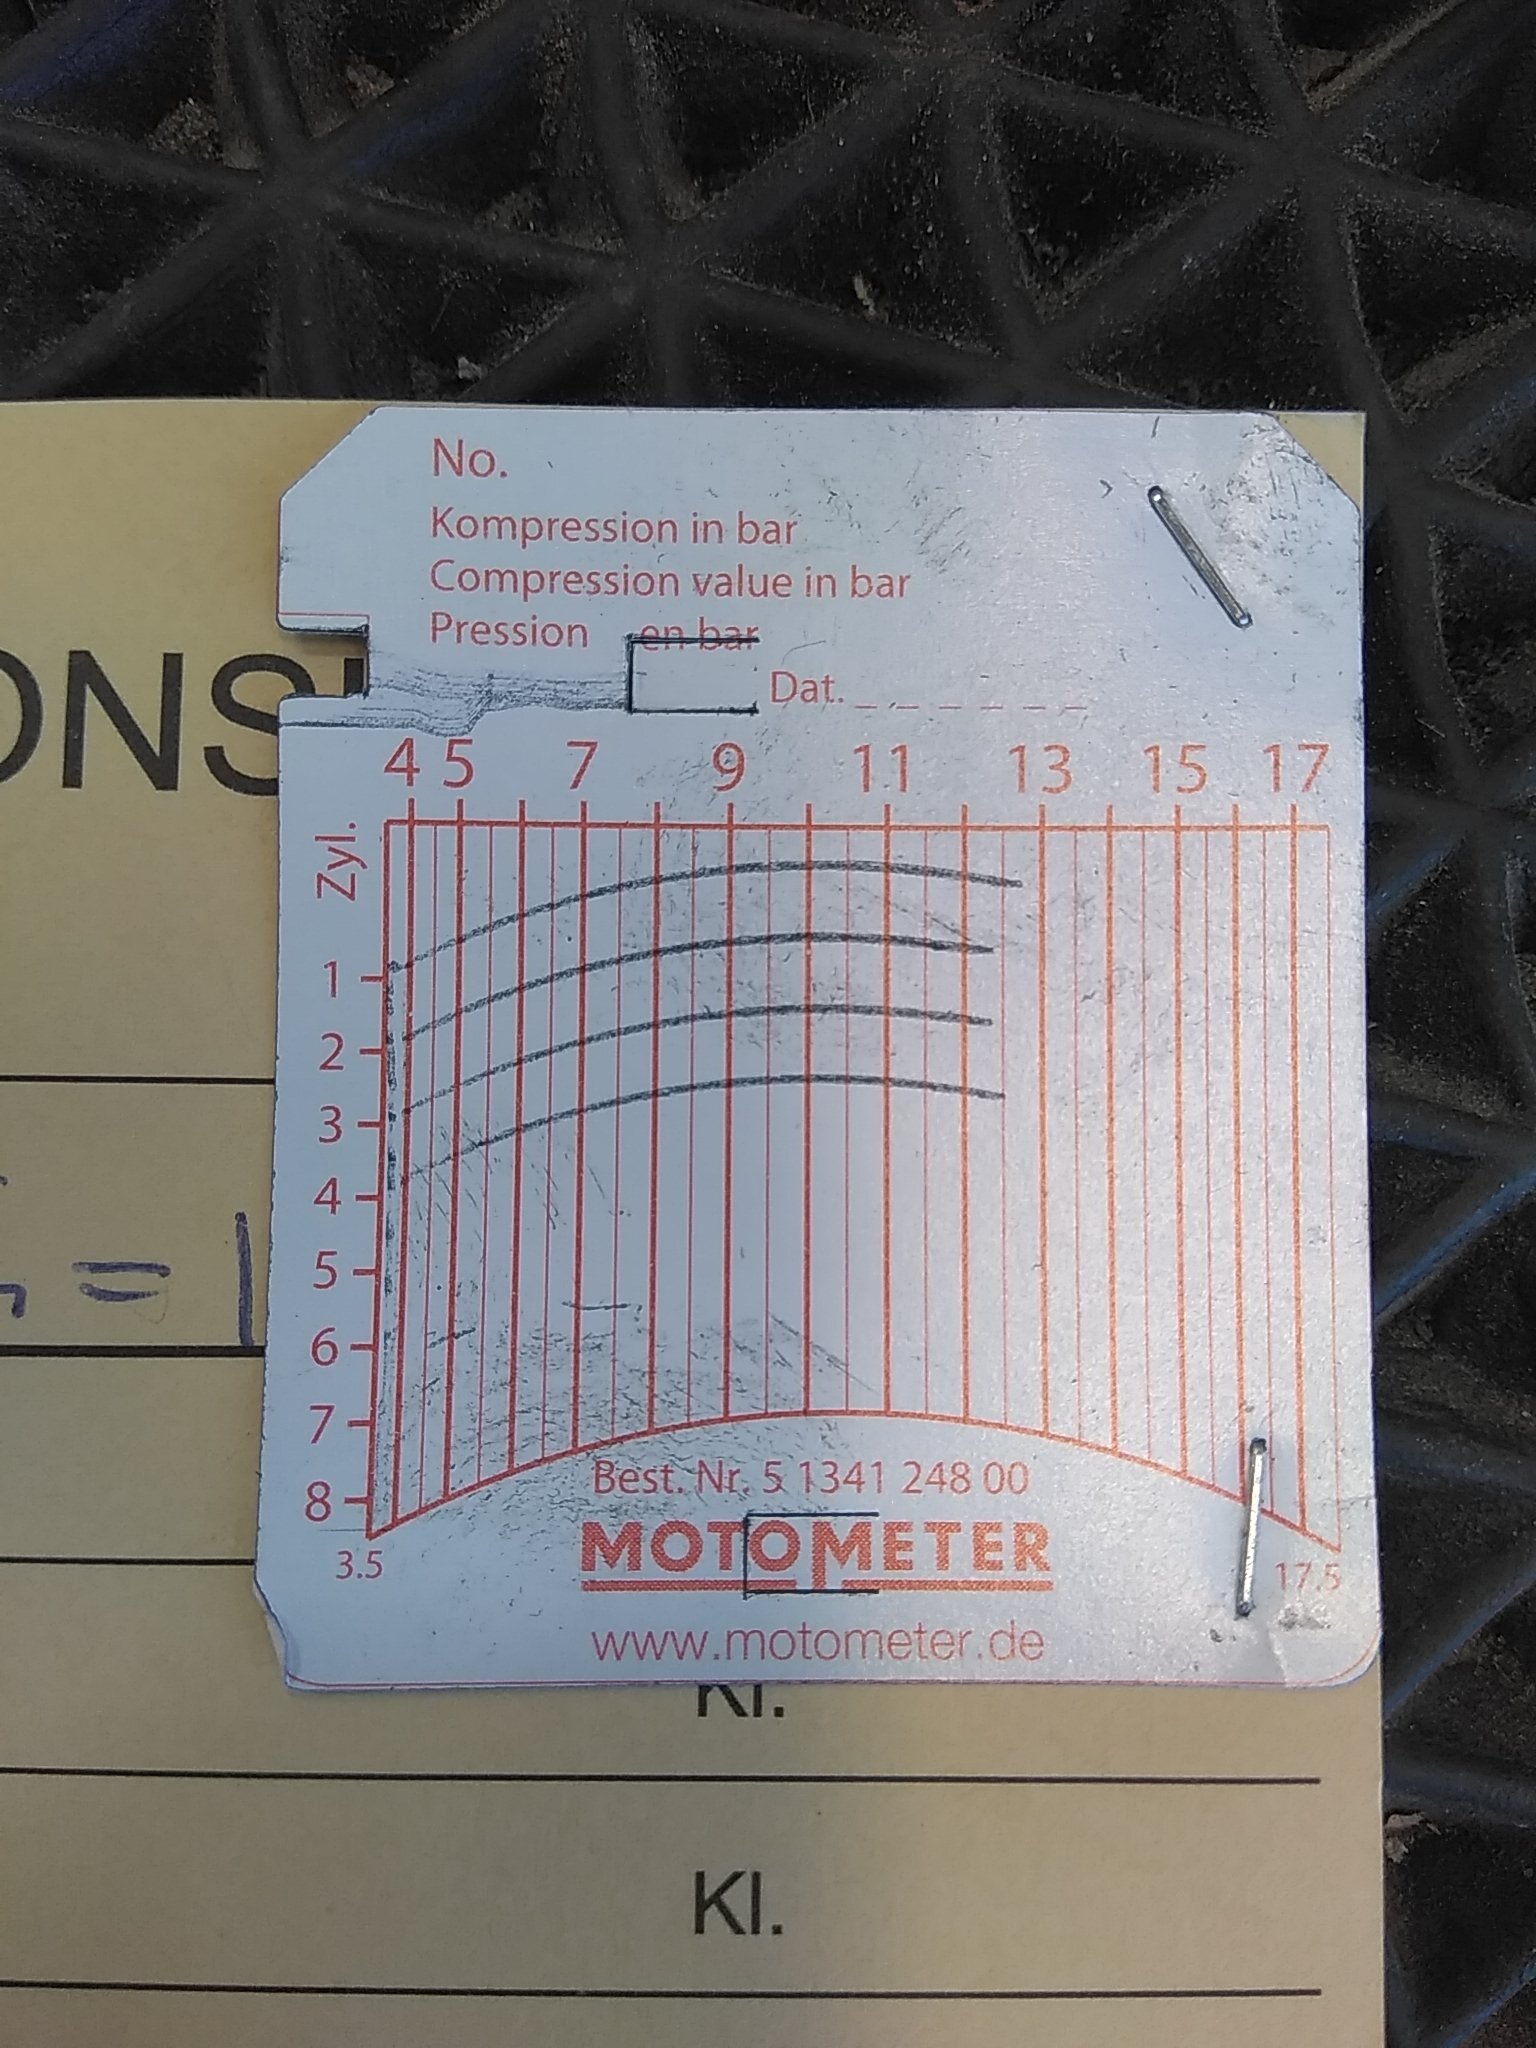 No.
Kompression in bar
Compression value in bar
Pression en bar
Dat.
ONS
4 5 7 9 11 13 15 17
Zyl.
1
2
3
4
5
= 1
6
7
8
3.5
17.5
Best. Nr. 5 1341 248 00
MOTOMETER
www.motometer.de
Kl.
Kl.